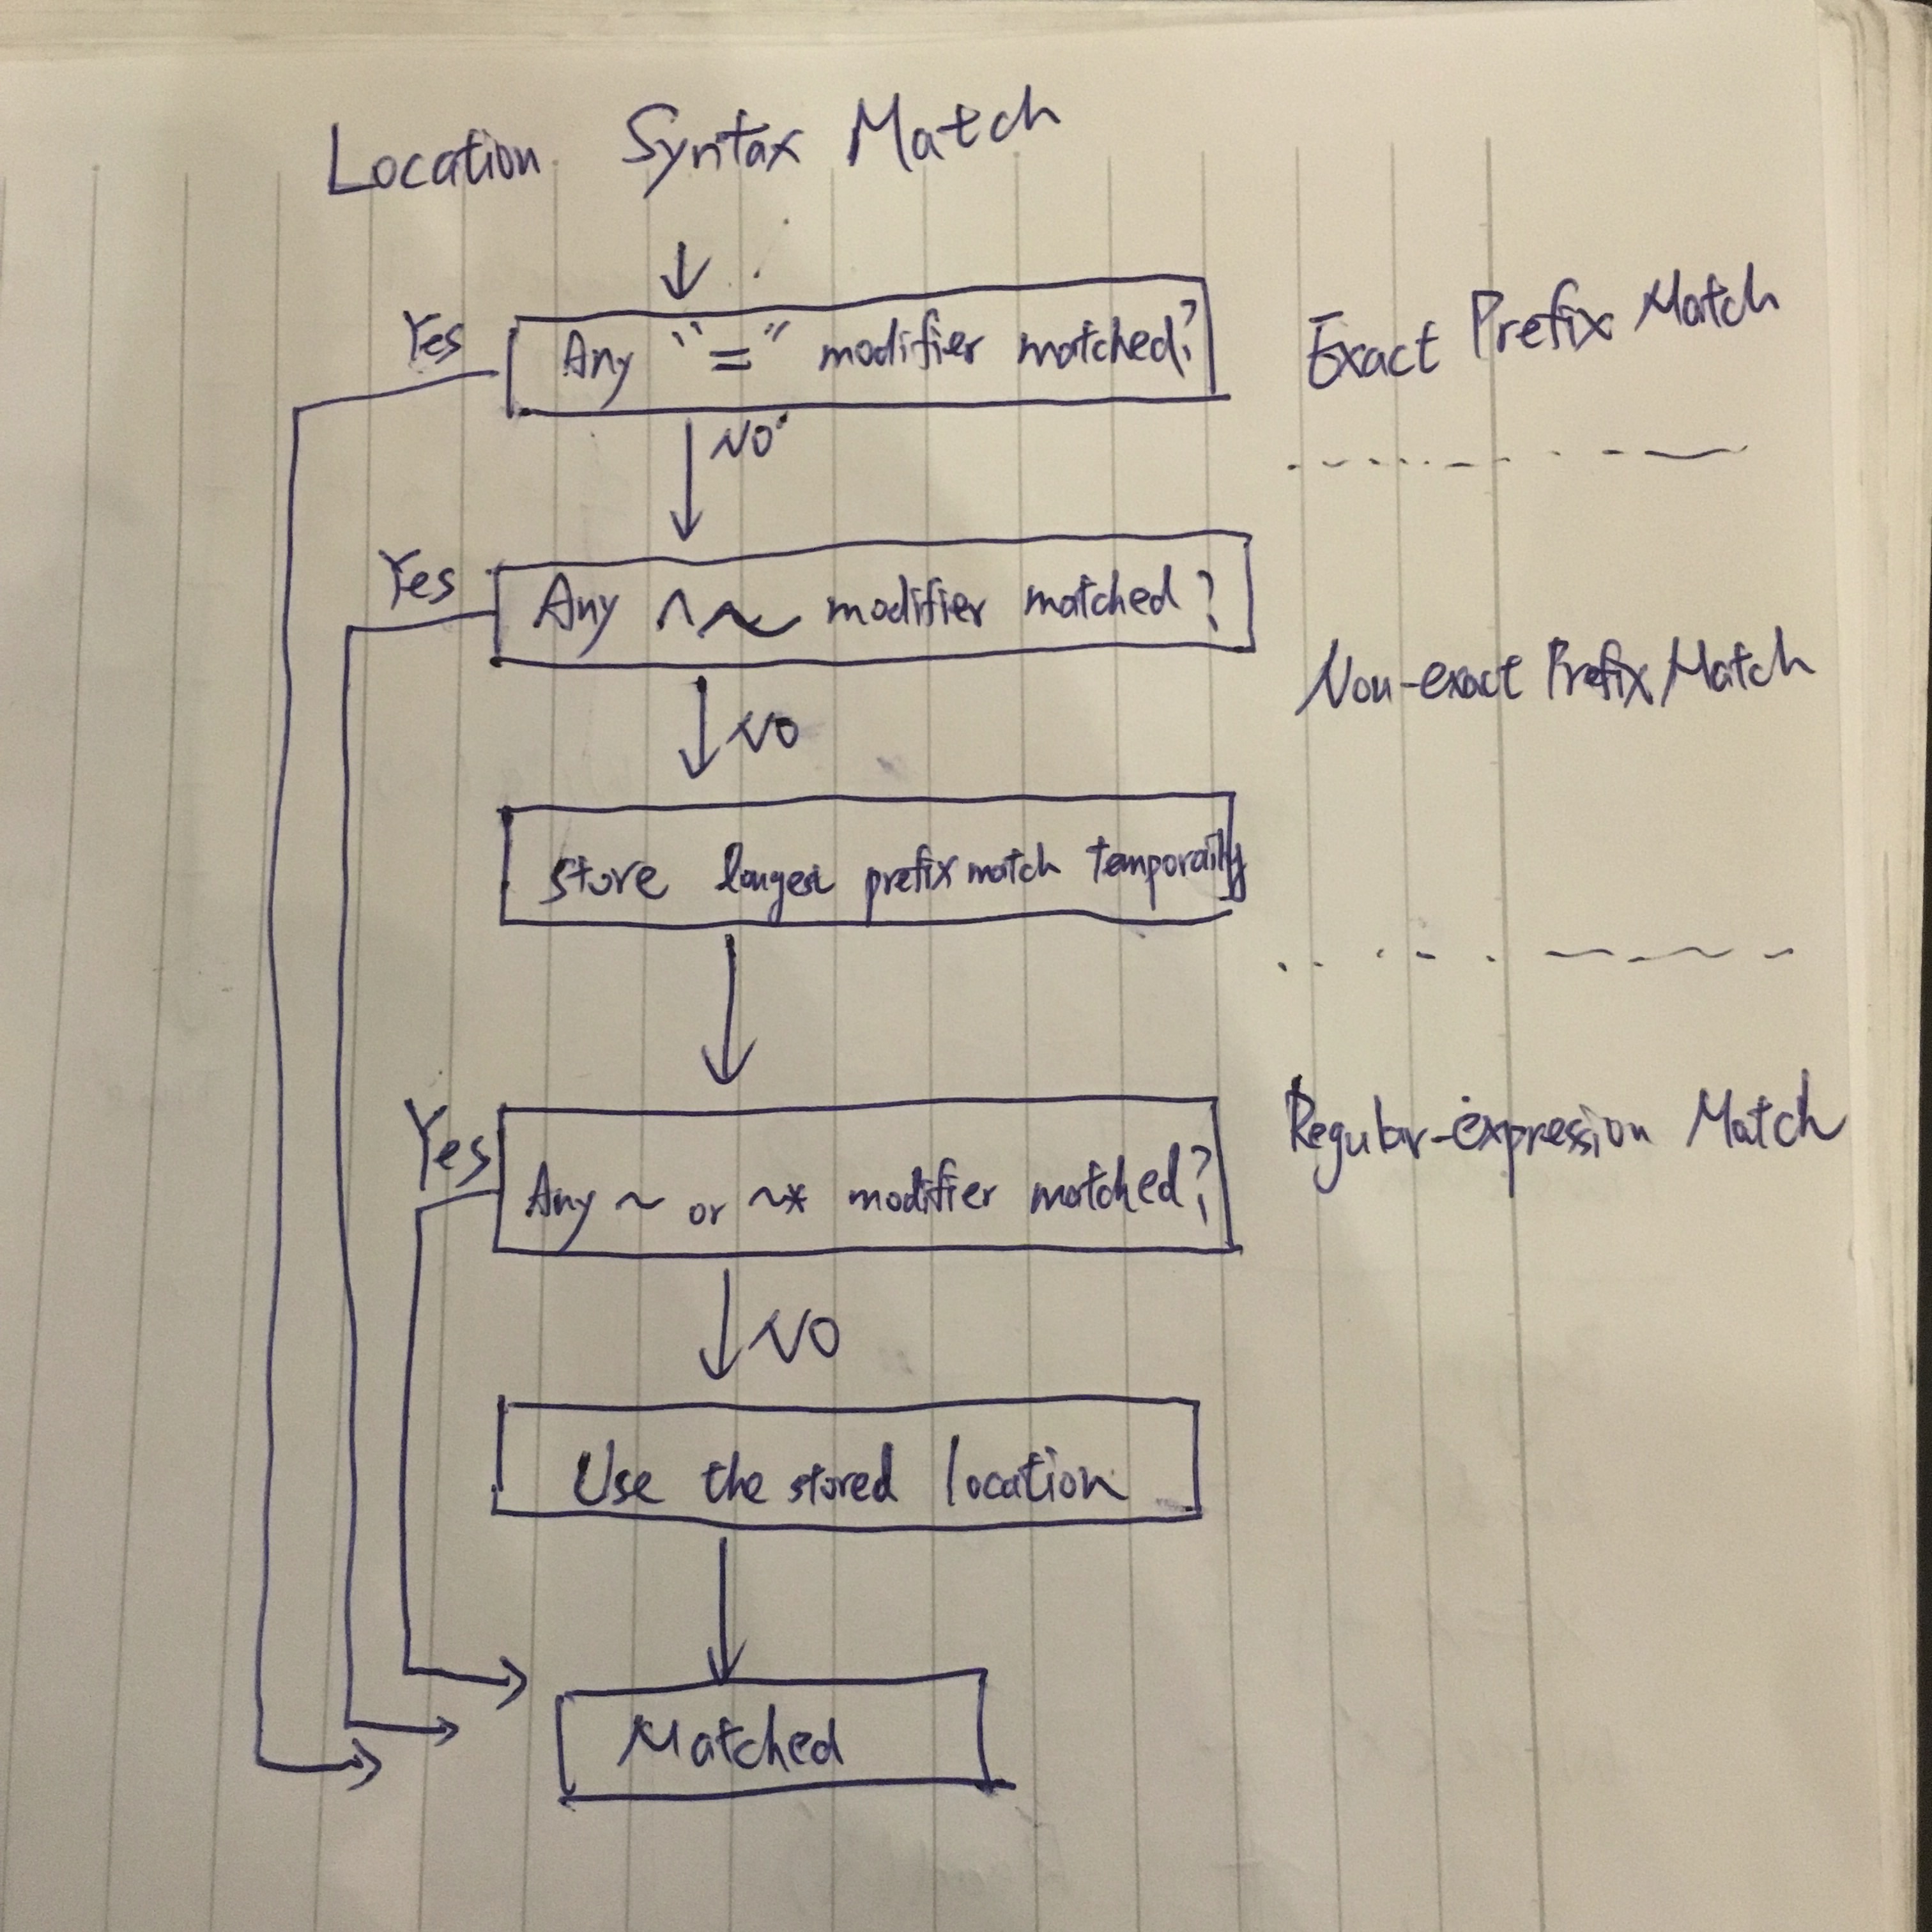 Location Syntax Match
Yes
Any "=" modifier matched?
Exact Prefix Match
NO
Yes
Any ^~ modifier matched?
Non-exact Prefix Match
NO
store longest prefix match temporarily
Yes
Any ~ or ~* modifier matched?
Regular-expression Match
NO
Use the stored location
Matched